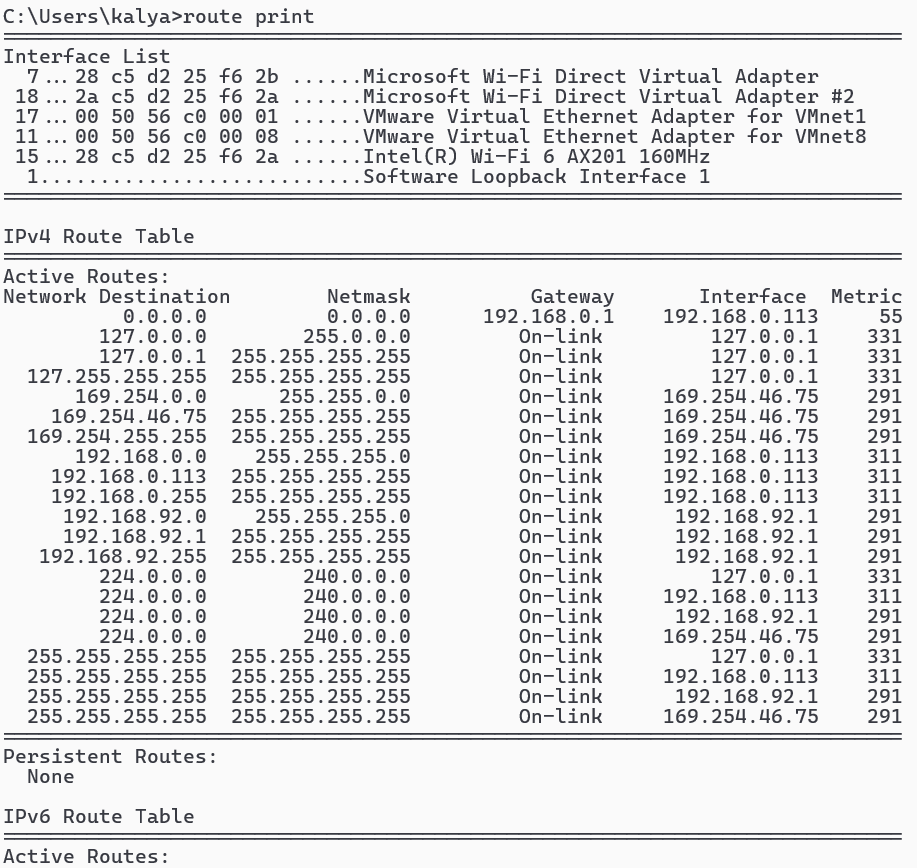 C:\Users\kalya>route print
===========================================================================
Interface List
  7...28 c5 d2 25 f6 2b ......Microsoft Wi-Fi Direct Virtual Adapter
 18...2a c5 d2 25 f6 2a ......Microsoft Wi-Fi Direct Virtual Adapter #2
 17...00 50 56 c0 00 01 ......VMware Virtual Ethernet Adapter for VMnet1
 11...00 50 56 c0 00 08 ......VMware Virtual Ethernet Adapter for VMnet8
 15...28 c5 d2 25 f6 2a ......Intel(R) Wi-Fi 6 AX201 160MHz
  1...........................Software Loopback Interface 1
===========================================================================
IPv4 Route Table
===========================================================================
Active Routes:
Network Destination        Netmask          Gateway       Interface  Metric
          0.0.0.0          0.0.0.0      192.168.0.1    192.168.0.113     55
        127.0.0.0        255.0.0.0         On-link         127.0.0.1    331
        127.0.0.1  255.255.255.255         On-link         127.0.0.1    331
  127.255.255.255  255.255.255.255         On-link         127.0.0.1    331
      169.254.0.0      255.255.0.0         On-link     169.254.46.75    291
    169.254.46.75  255.255.255.255         On-link     169.254.46.75    291
  169.254.255.255  255.255.255.255         On-link     169.254.46.75    291
      192.168.0.0    255.255.255.0         On-link     192.168.0.113    311
    192.168.0.113  255.255.255.255         On-link     192.168.0.113    311
    192.168.0.255  255.255.255.255         On-link     192.168.0.113    311
     192.168.92.0    255.255.255.0         On-link      192.168.92.1    291
     192.168.92.1  255.255.255.255         On-link      192.168.92.1    291
   192.168.92.255  255.255.255.255         On-link      192.168.92.1    291
        224.0.0.0        240.0.0.0         On-link         127.0.0.1    331
        224.0.0.0        240.0.0.0         On-link     192.168.0.113    311
        224.0.0.0        240.0.0.0         On-link      192.168.92.1    291
        224.0.0.0        240.0.0.0         On-link     169.254.46.75    291
  255.255.255.255  255.255.255.255         On-link         127.0.0.1    331
  255.255.255.255  255.255.255.255         On-link     192.168.0.113    311
  255.255.255.255  255.255.255.255         On-link      192.168.92.1    291
  255.255.255.255  255.255.255.255         On-link     169.254.46.75    291
===========================================================================
Persistent Routes:
  None
IPv6 Route Table
===========================================================================
Active Routes: